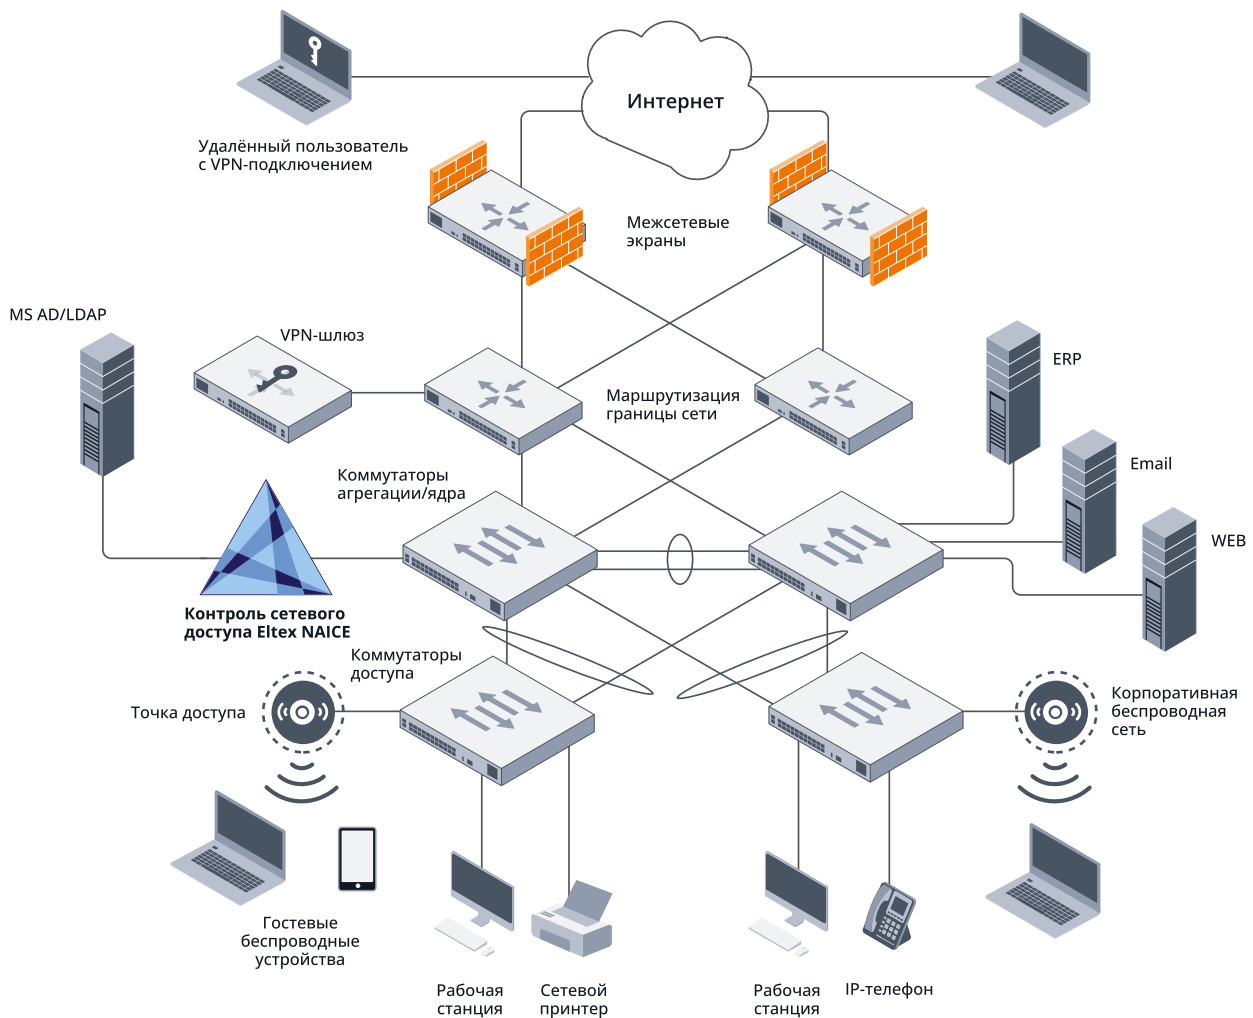 Интернет
Удалённый пользователь
с VPN-подключением
Межсетевые
экраны
MS AD/LDAP
VPN-шлюз
ERP
Маршрутизация
границы сети
Коммутаторы
агрегации/ядра
Email
WEB
Контроль сетевого
доступа Eltex NAICE
Коммутаторы
доступа
Точка доступа
Корпоративная
беспроводная
сеть
Гостевые
беспроводные
устройства
Рабочая
станция
Сетевой
принтер
Рабочая
станция
IP-телефон